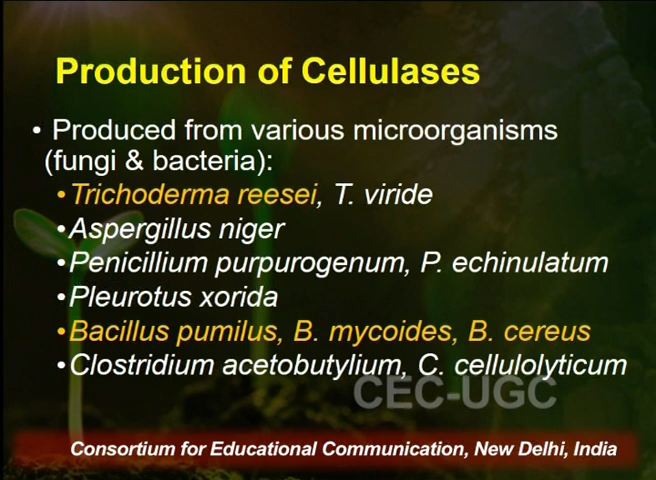 Production of Cellulases
• Produced from various microorganisms
(fungi & bacteria):
•Trichoderma reesei, T. viride
•Aspergillus niger
•Penicillium purpurogenum, P. echinulatum
•Pleurotus xorida
•Bacillus pumilus, B. mycoides, B. cereus
•Clostridium acetobutylium, C. cellulolyticum
CEC-UGC
Consortium for Educational Communication, New Delhi, India